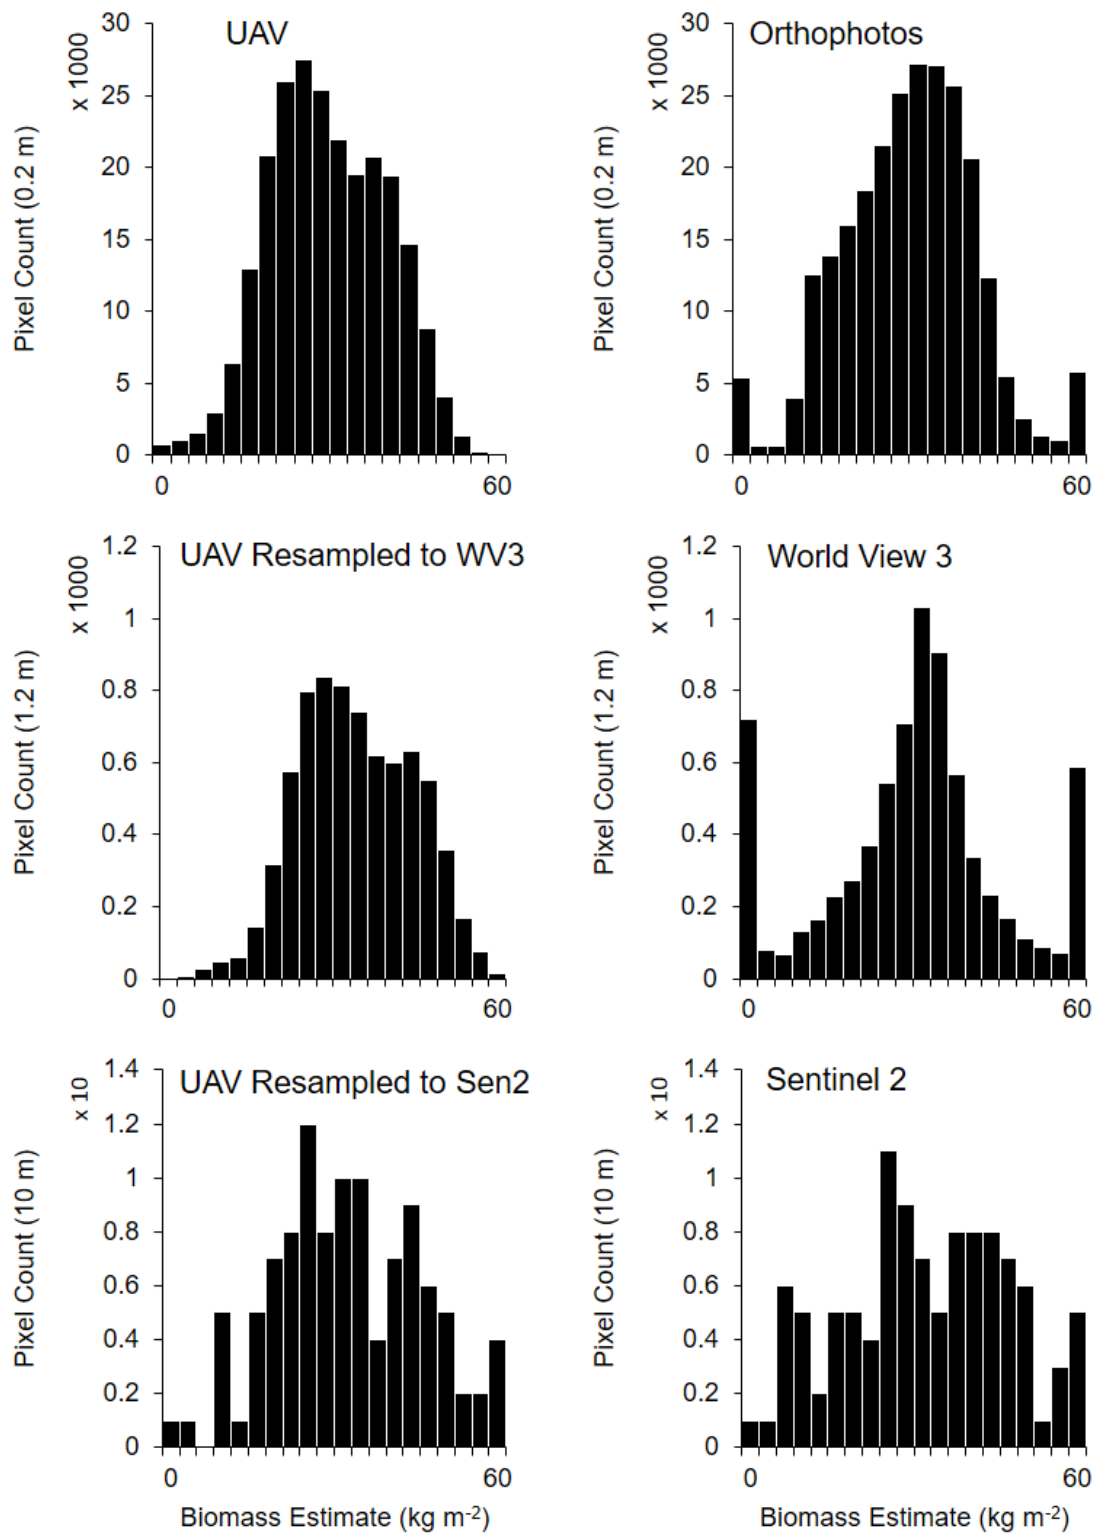 UAV
x 1000
Pixel Count (0.2 m)
30
25
20
15
10
5
0
0 60
Orthophotos
x 1000
Pixel Count (0.2 m)
30
25
20
15
10
5
0
0 60
UAV Resampled to WV3
x 1000
Pixel Count (1.2 m)
1.2
1
0.8
0.6
0.4
0.2
0
0 60
World View 3
x 1000
Pixel Count (1.2 m)
1.2
1
0.8
0.6
0.4
0.2
0
0 60
UAV Resampled to Sen2
x 10
Pixel Count (10 m)
1.4
1.2
1
0.8
0.6
0.4
0.2
0
0 60
Biomass Estimate (kg m-2)
Sentinel 2
x 10
Pixel Count (10 m)
1.4
1.2
1
0.8
0.6
0.4
0.2
0
0 60
Biomass Estimate (kg m-2)